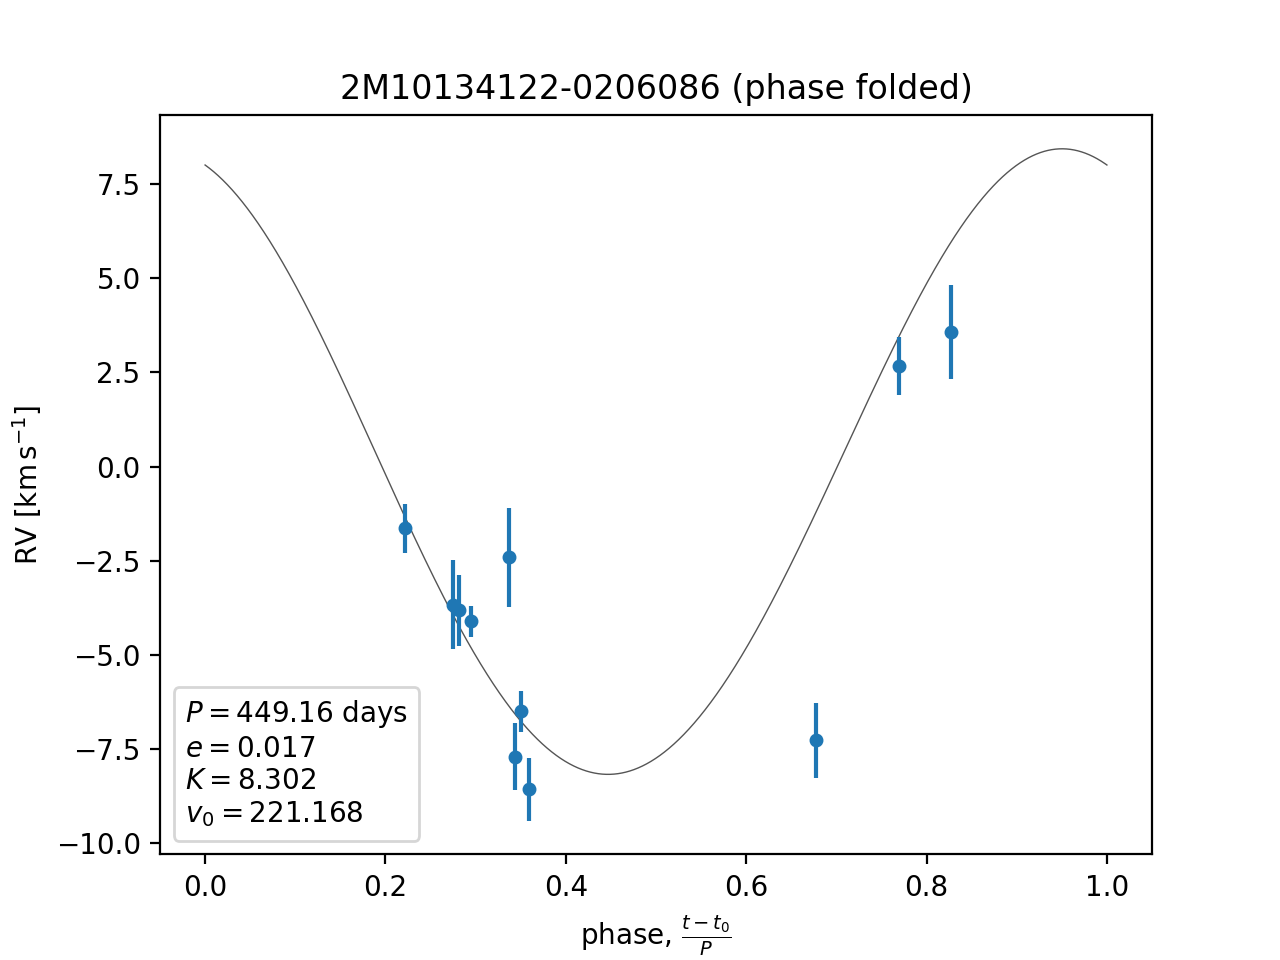 2M10134122-0206086 (phase folded)
RV [km s⁻¹]
7.5
5.0
2.5
0.0
−2.5
−5.0
−7.5
−10.0
P = 449.16 days
e = 0.017
K = 8.302
v₀ = 221.168
0.0 0.2 0.4 0.6 0.8 1.0
phase, (t − t₀)/P